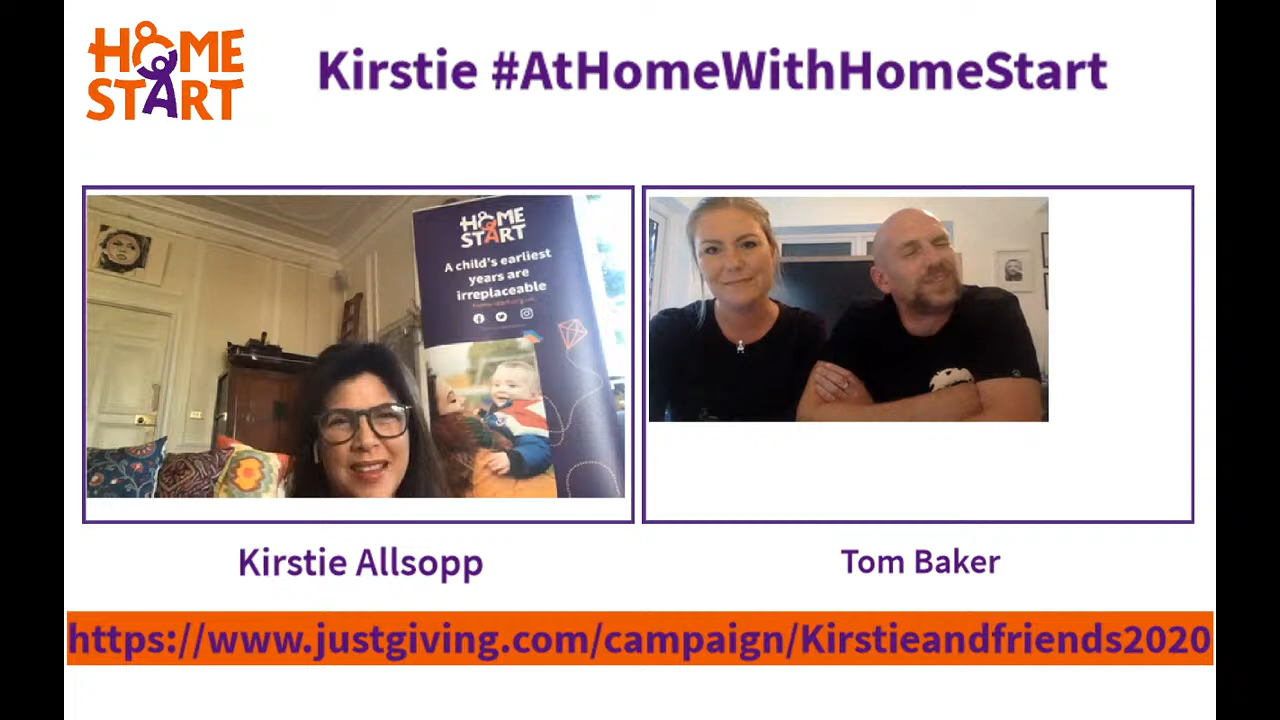 HOME
START
Kirstie #AtHomeWithHomeStart
HOME
START
A child's earliest
years are
irreplaceable
Kirstie Allsopp
Tom Baker
https://www.justgiving.com/campaign/Kirstieandfriends2020